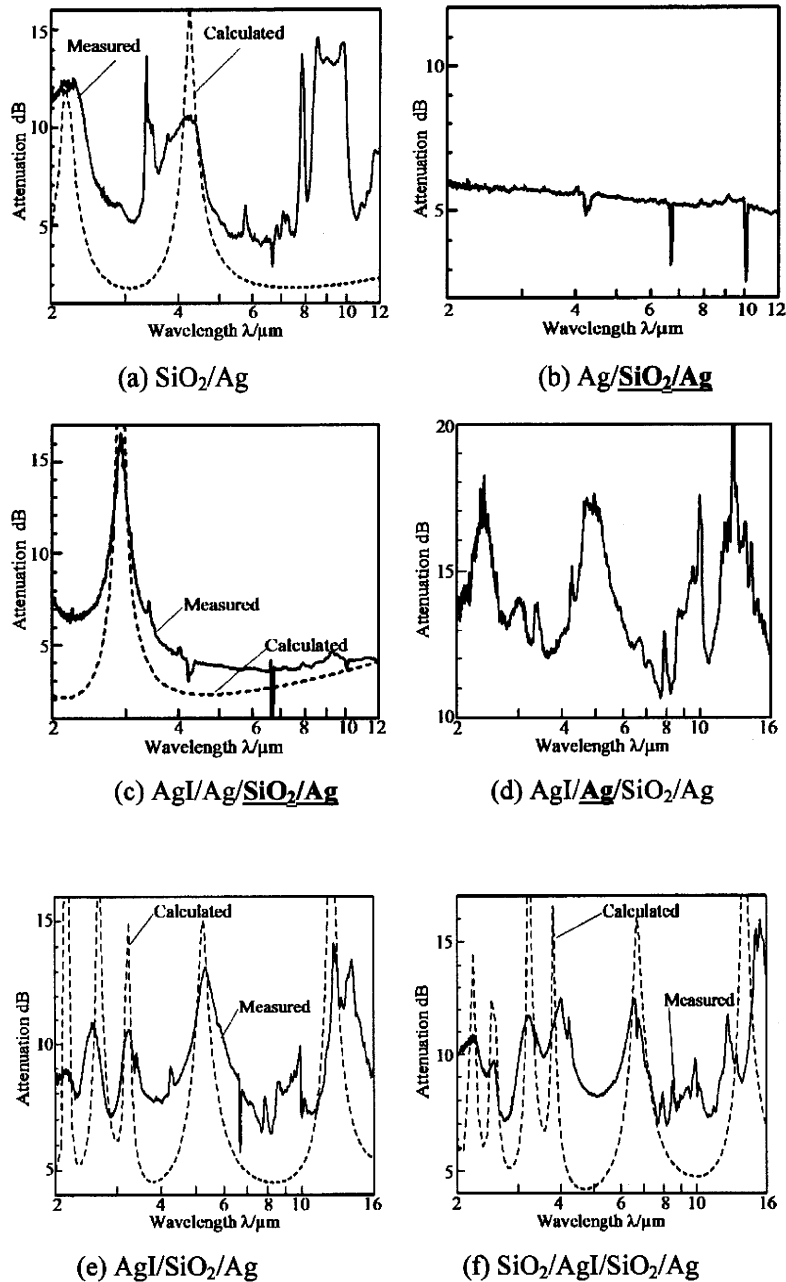 15
10
5
Attenuation dB
Measured
Calculated
2 4 6 8 10 12
Wavelength λ/µm
(a) SiO₂/Ag
10
5
Attenuation dB
2 4 6 8 10 12
Wavelength λ/µm
(b) Ag/SiO₂/Ag
15
10
5
Attenuation dB
Measured
Calculated
2 4 6 8 10 12
Wavelength λ/µm
(c) AgI/Ag/SiO₂/Ag
20
15
10
Attenuation dB
2 4 6 8 10 16
Wavelength λ/µm
(d) AgI/Ag/SiO₂/Ag
15
10
5
Attenuation dB
Calculated
Measured
2 4 6 8 10 16
Wavelength λ/µm
(e) AgI/SiO₂/Ag
15
10
5
Attenuation dB
Calculated
Measured
2 4 6 8 10 16
Wavelength λ/µm
(f) SiO₂/AgI/SiO₂/Ag